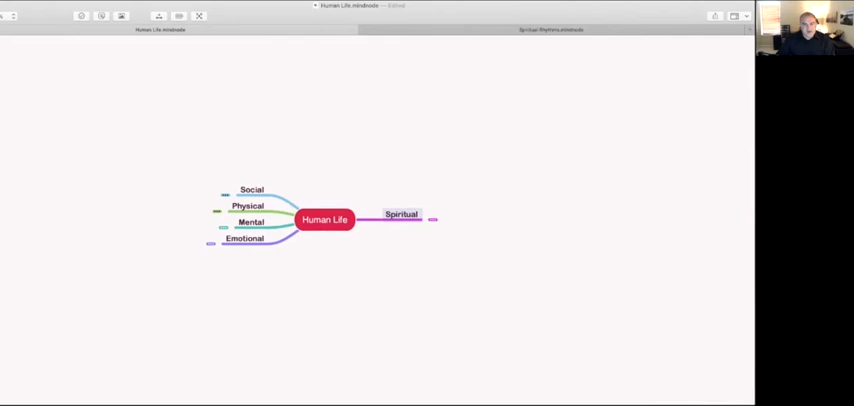 Human Life.mindnode — Edited
Human Life.mindnode
Spiritual Rhythms.mindnode
Social
Physical
Mental
Emotional
Human Life
Spiritual